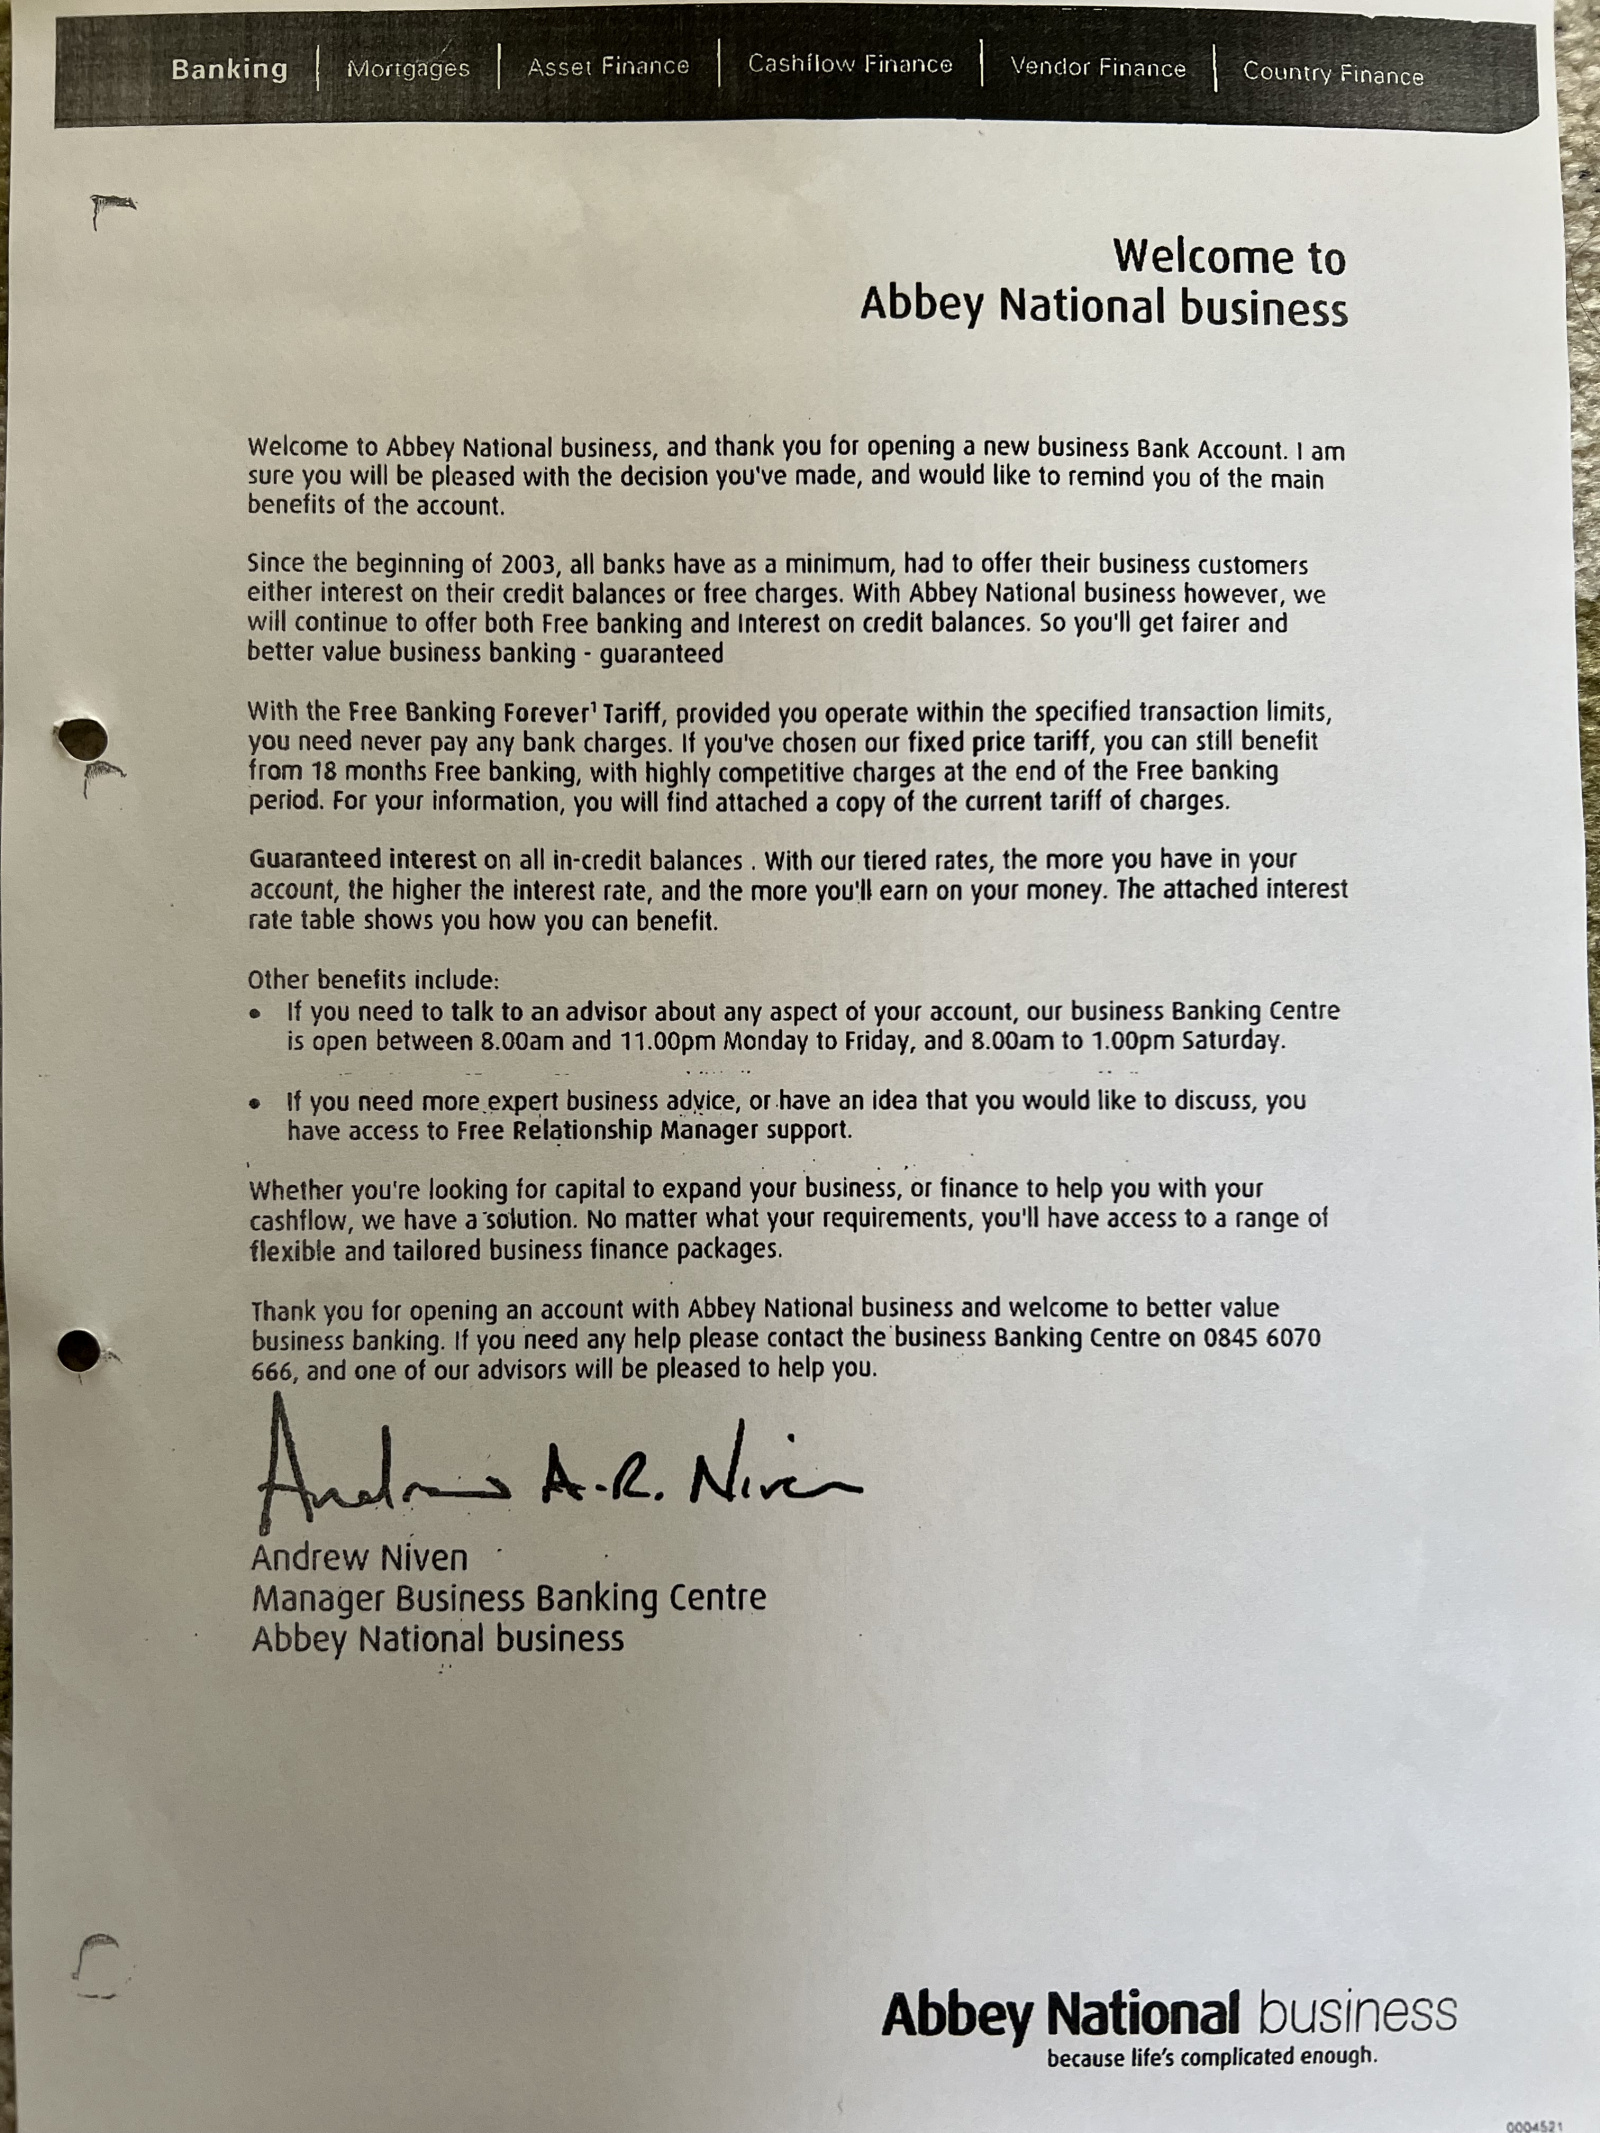 Banking | Mortgages | Asset Finance | Cashflow Finance | Vendor Finance | Country Finance
Welcome to
Abbey National business
Welcome to Abbey National business, and thank you for opening a new business Bank Account. I am
sure you will be pleased with the decision you've made, and would like to remind you of the main
benefits of the account.
Since the beginning of 2003, all banks have as a minimum, had to offer their business customers
either interest on their credit balances or free charges. With Abbey National business however, we
will continue to offer both Free banking and Interest on credit balances. So you'll get fairer and
better value business banking - guaranteed
With the Free Banking Forever¹ Tariff, provided you operate within the specified transaction limits,
you need never pay any bank charges. If you've chosen our fixed price tariff, you can still benefit
from 18 months Free banking, with highly competitive charges at the end of the Free banking
period. For your information, you will find attached a copy of the current tariff of charges.
Guaranteed interest on all in-credit balances . With our tiered rates, the more you have in your
account, the higher the interest rate, and the more you'll earn on your money. The attached interest
rate table shows you how you can benefit.
Other benefits include:
• If you need to talk to an advisor about any aspect of your account, our business Banking Centre
is open between 8.00am and 11.00pm Monday to Friday, and 8.00am to 1.00pm Saturday.
• If you need more expert business advice, or have an idea that you would like to discuss, you
have access to Free Relationship Manager support.
Whether you're looking for capital to expand your business, or finance to help you with your
cashflow, we have a solution. No matter what your requirements, you'll have access to a range of
flexible and tailored business finance packages.
Thank you for opening an account with Abbey National business and welcome to better value
business banking. If you need any help please contact the business Banking Centre on 0845 6070
666, and one of our advisors will be pleased to help you.
Andrew A.R. Niven
Andrew Niven
Manager Business Banking Centre
Abbey National business
Abbey National business
because life's complicated enough.
0004521